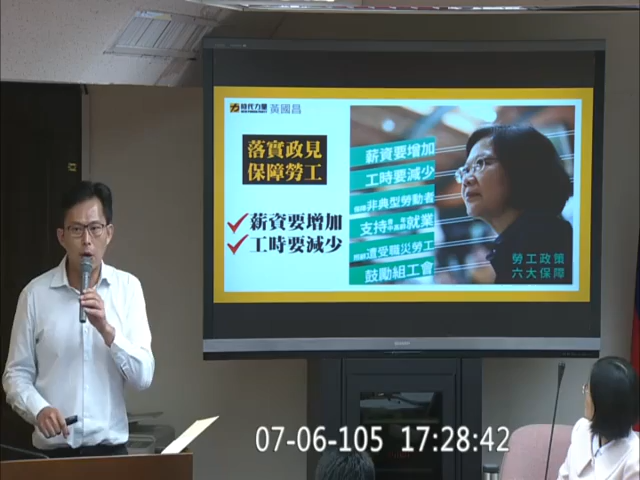 時代力量 黃國昌
落實政見
保障勞工
薪資要增加
工時要減少
薪資要增加
工時要減少
非典型勞動者
支持 就業
遭受職災勞工
鼓勵組工會
勞工政策
六大保障
07-06-105 17:28:42